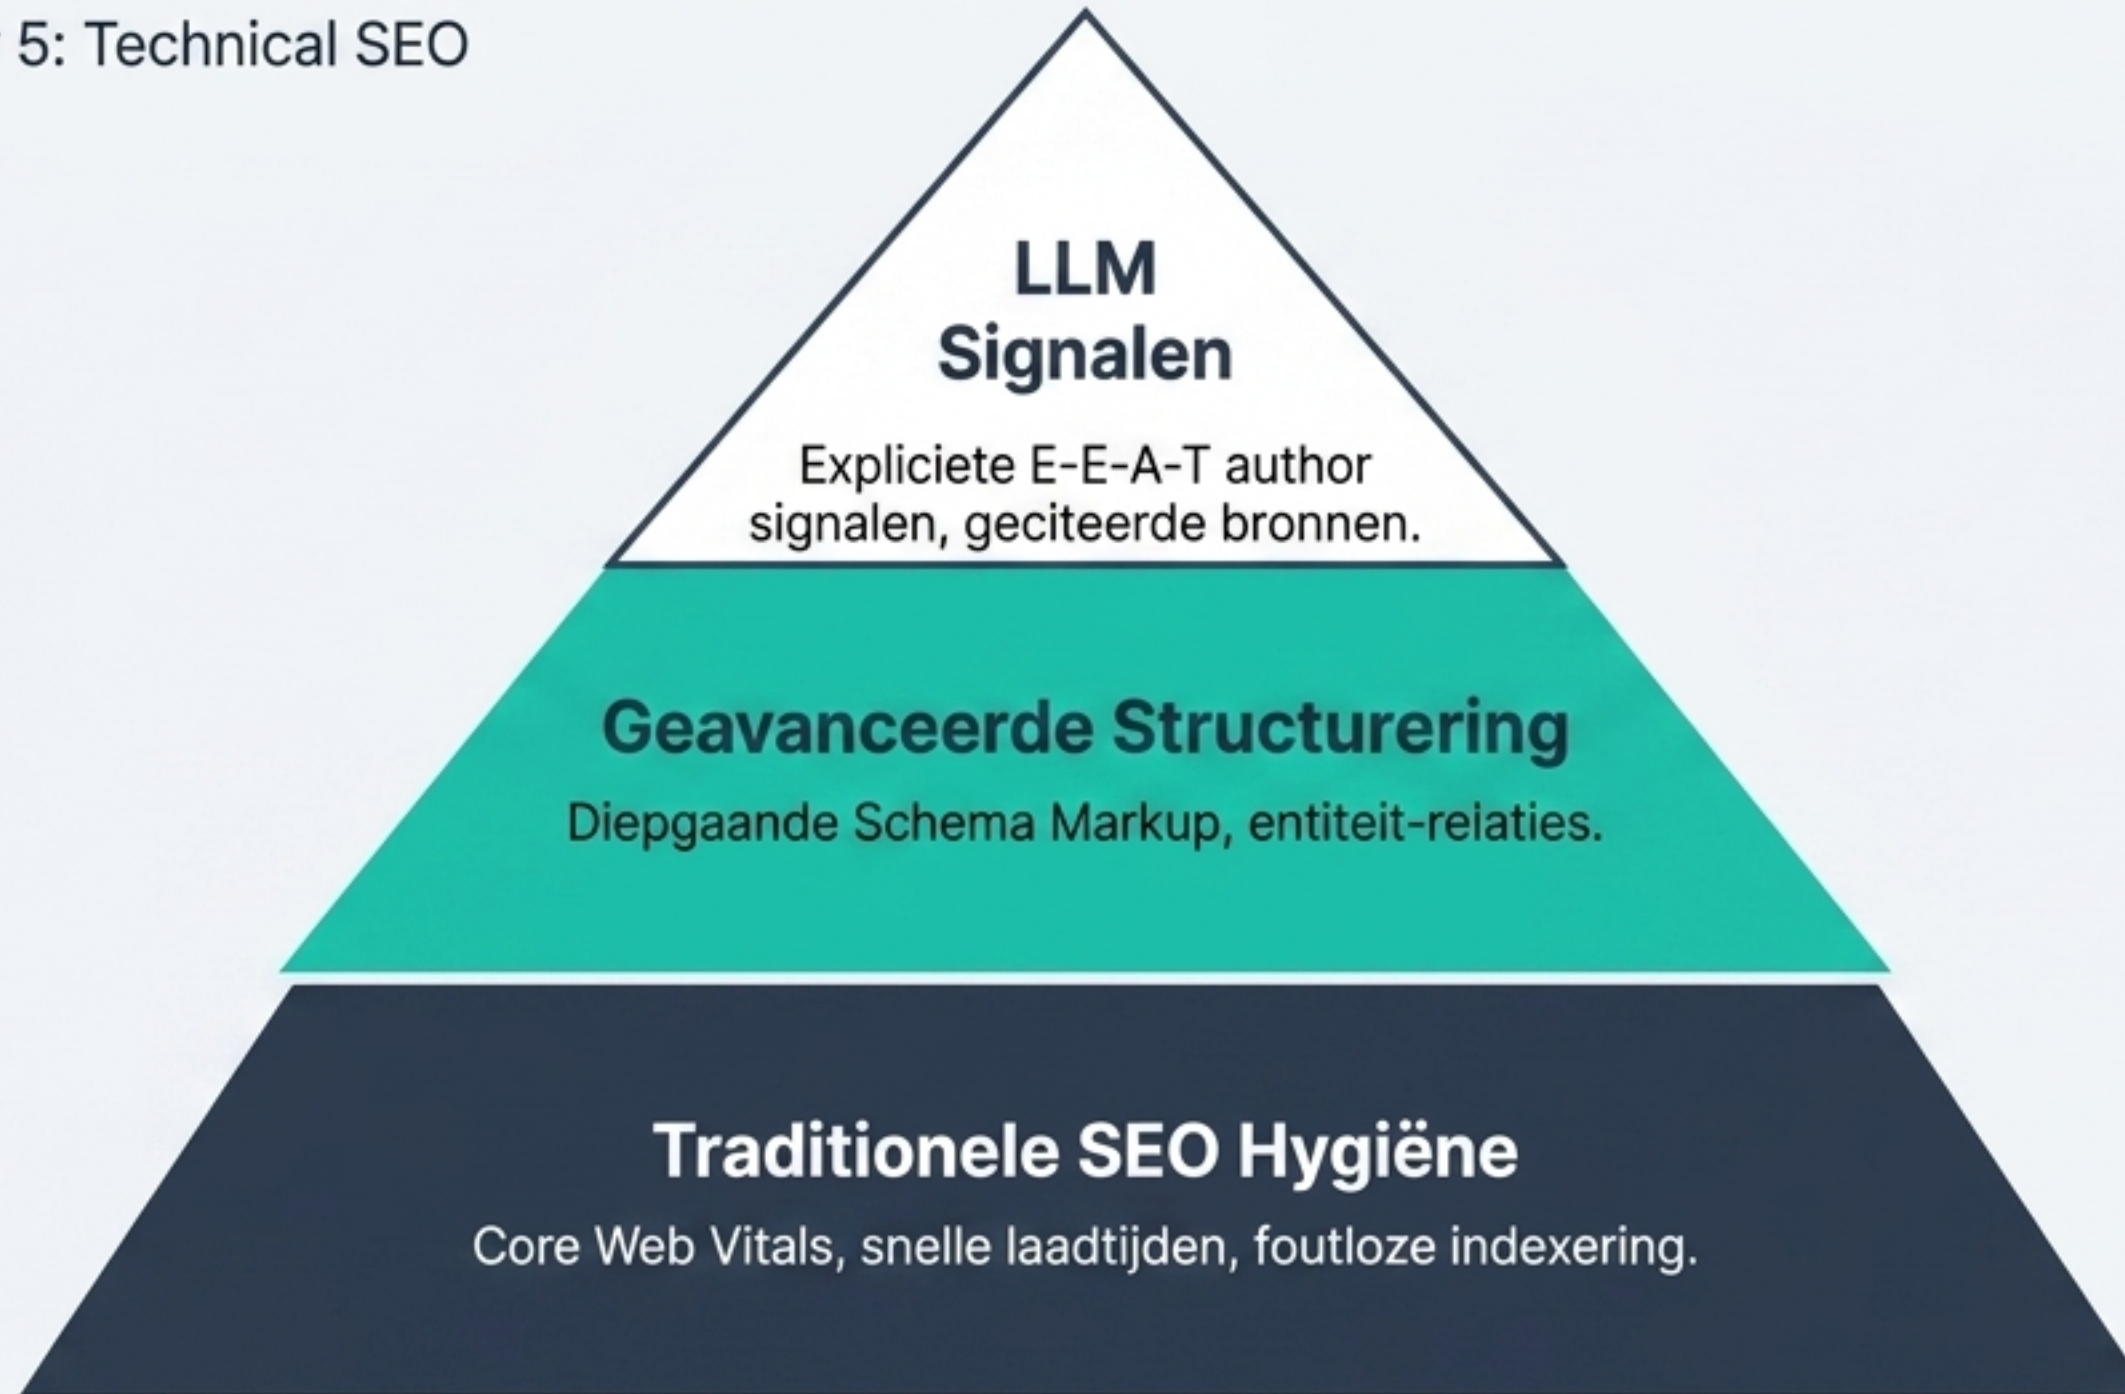 5: Technical SEO
LLM
Signalen
Expliciete E-E-A-T author
signalen, geciteerde bronnen.
Geavanceerde Structurering
Diepgaande Schema Markup, entiteit-reiaties.
Traditionele SEO Hygiëne
Core Web Vitals, snelle laadtijden, foutloze indexering.